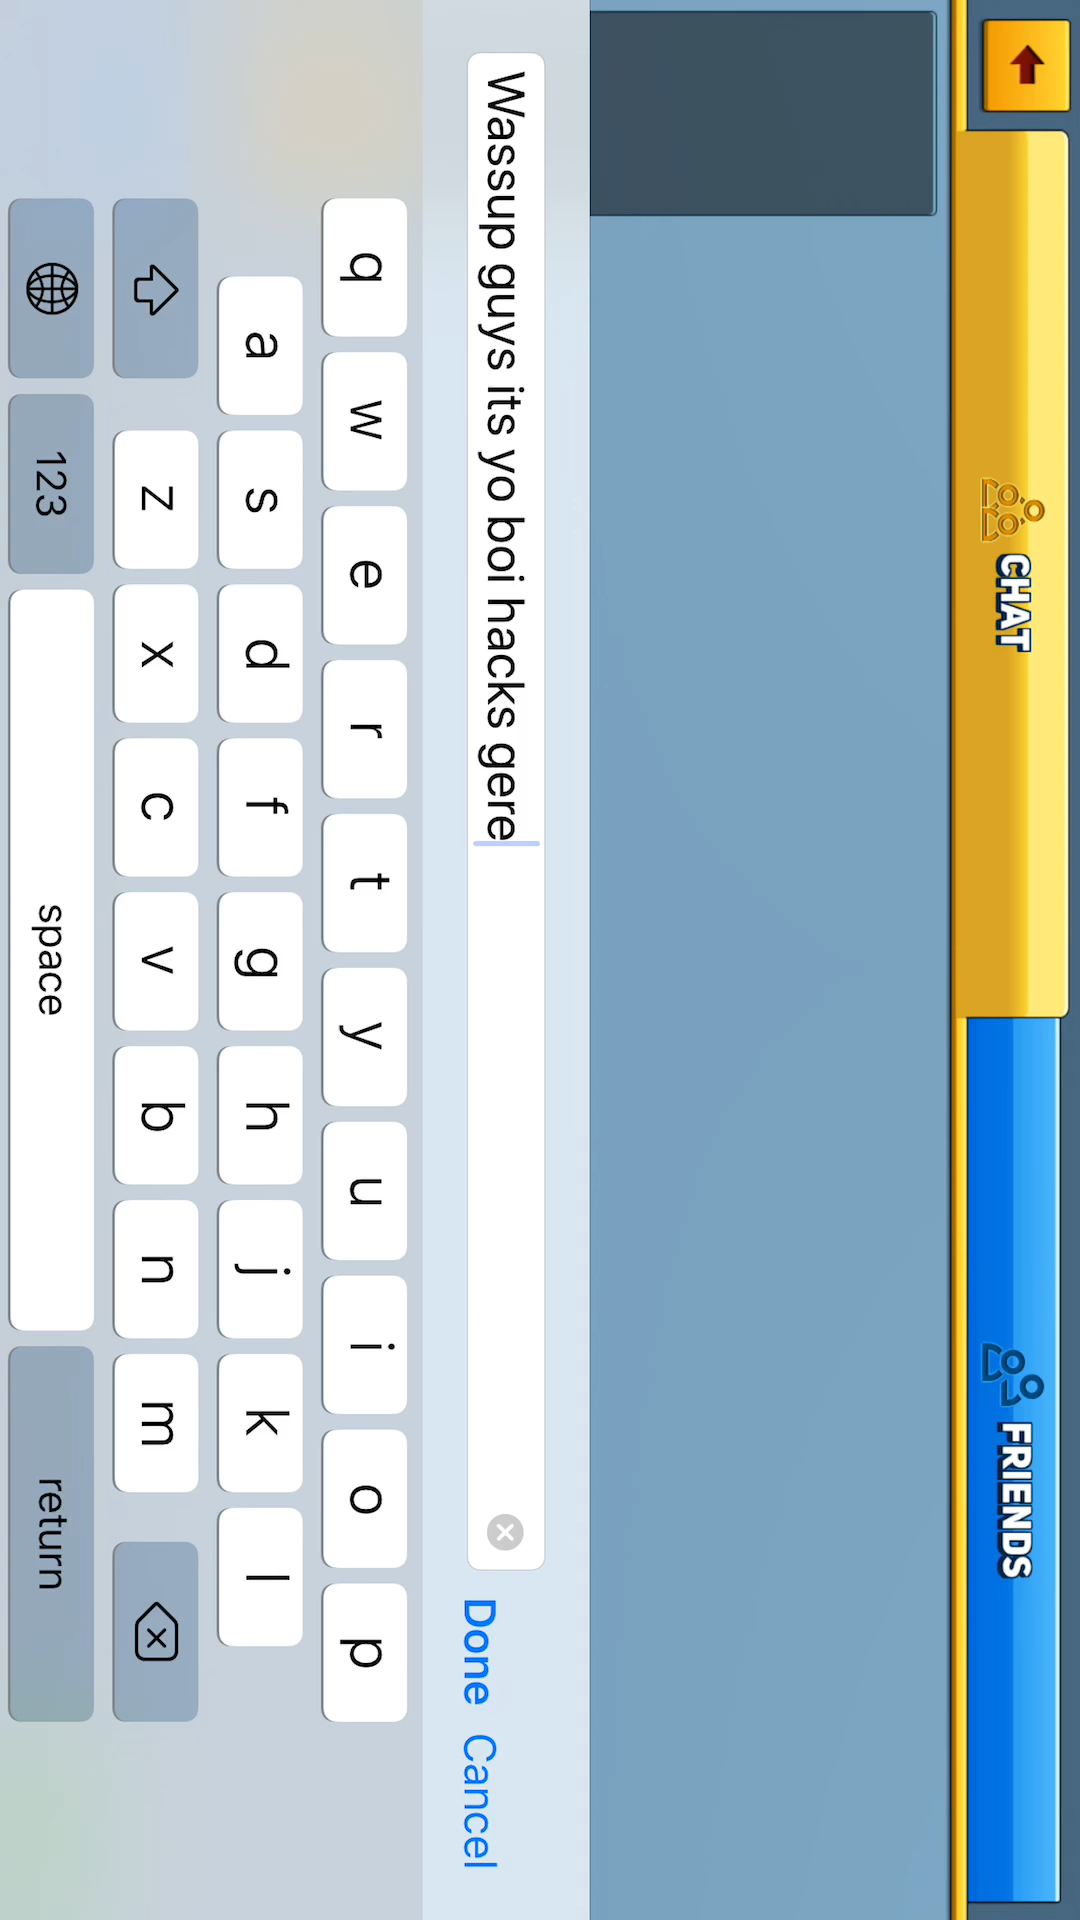 CHAT
FRIENDS
Wassup guys its yo boi hacks gere
Done Cancel
q w e r t y u i o p
a s d f g h j k l
z x c v b n m
123 space return